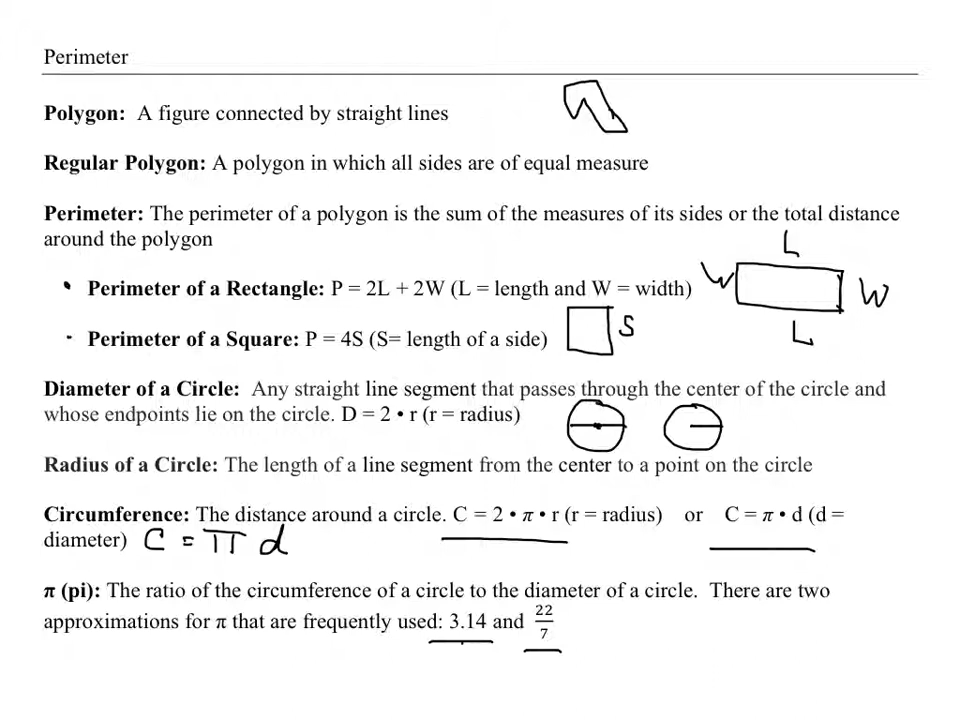 Perimeter
Polygon: A figure connected by straight lines
Regular Polygon: A polygon in which all sides are of equal measure
Perimeter: The perimeter of a polygon is the sum of the measures of its sides or the total distance
around the polygon
L
• Perimeter of a Rectangle: P = 2L + 2W (L = length and W = width) W W
L
• Perimeter of a Square: P = 4S (S= length of a side) S
Diameter of a Circle: Any straight line segment that passes through the center of the circle and
whose endpoints lie on the circle. D = 2 • r (r = radius)
Radius of a Circle: The length of a line segment from the center to a point on the circle
Circumference: The distance around a circle. C = 2 • π • r (r = radius) or C = π • d (d =
diameter) C = π d
π (pi): The ratio of the circumference of a circle to the diameter of a circle. There are two
approximations for π that are frequently used: 3.14 and 22/7